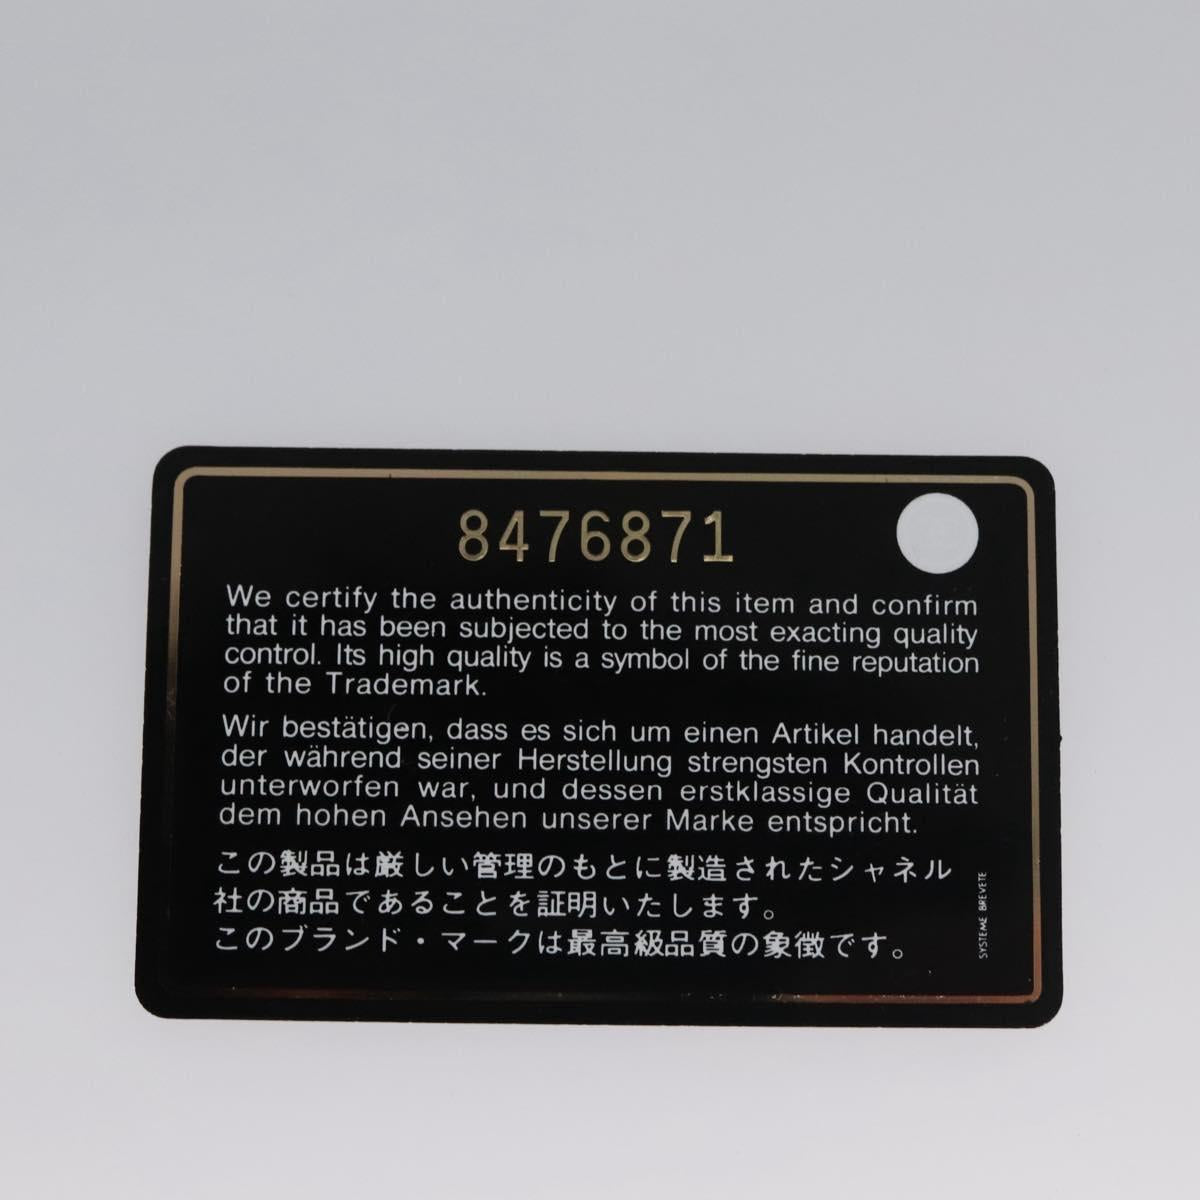 8476871
We certify the authenticity of this item and confirm
that it has been subjected to the most exacting quality
control. Its high quality is a symbol of the fine reputation
of the Trademark.
Wir bestätigen, dass es sich um einen Artikel handelt,
der während seiner Herstellung strengsten Kontrollen
unterworfen war, und dessen erstklassige Qualität
dem hohen Ansehen unserer Marke entspricht.
この製品は厳しい管理のもとに製造されたシャネル
社の商品であることを証明いたします。
このブランド・マークは最高級品質の象徴です。
SYSTEME BREVETE